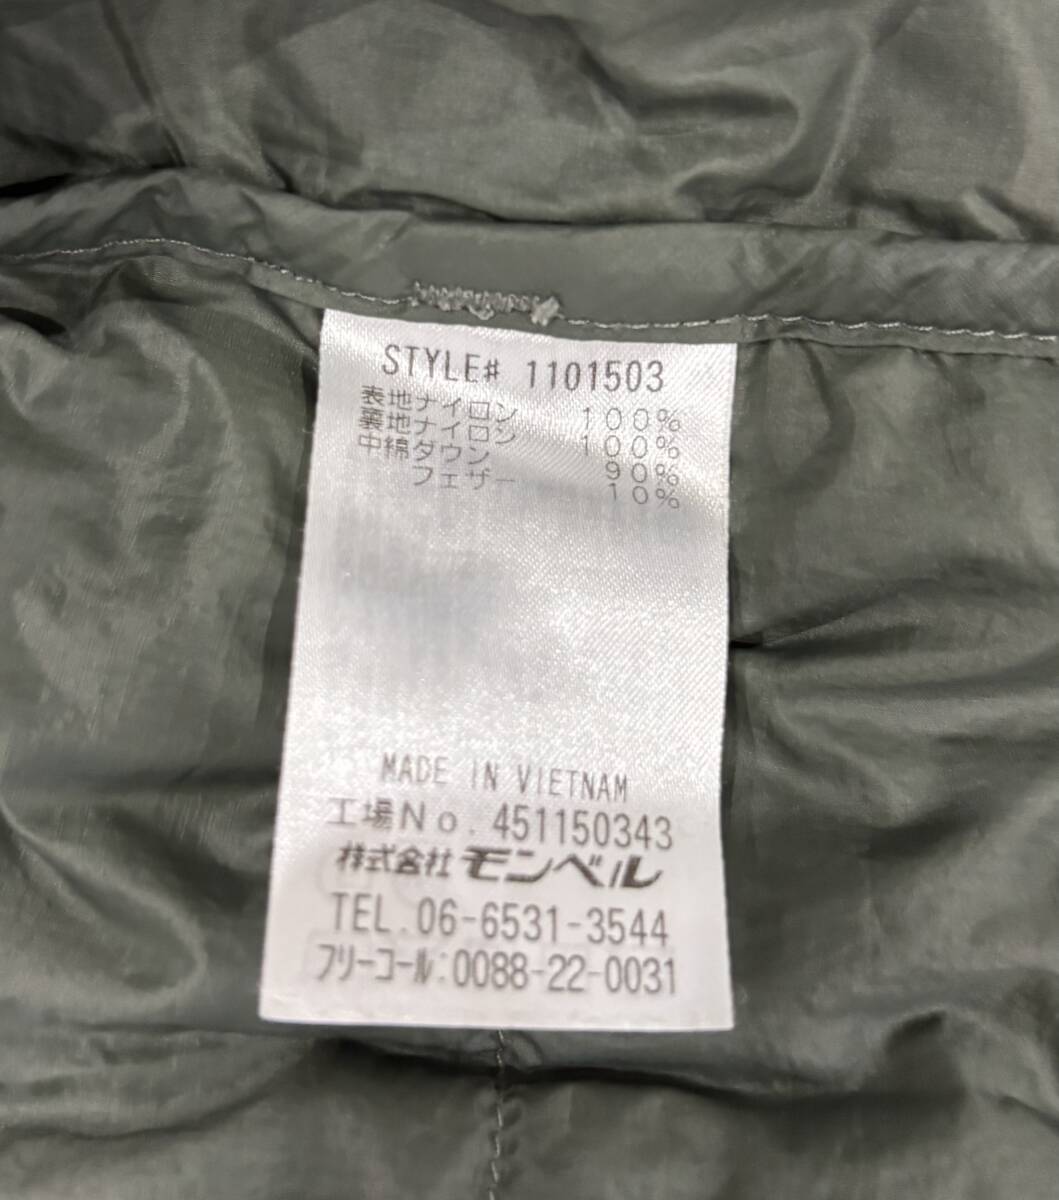 STYLE# 1101503
表地ナイロン 100%
裏地ナイロン 100%
中綿ダウン 90%
フェザー 10%
MADE IN VIETNAM
工場No. 451150343
株式会社モンベル
TEL. 06-6531-3544
フリーコール:0088-22-0031